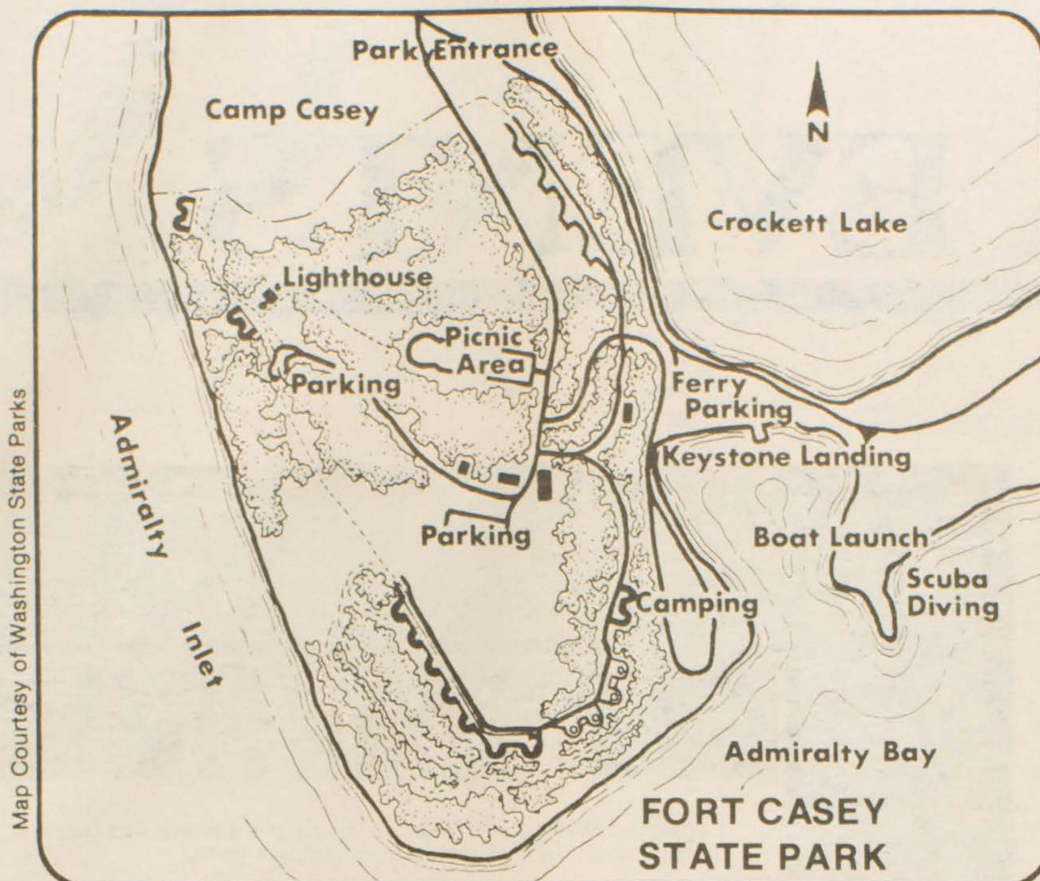 Park Entrance
Camp Casey
N
Crockett Lake
Lighthouse
Picnic
Area
Parking
Ferry
Parking
Keystone Landing
Admiralty
Inlet
Parking
Boat Launch
Scuba
Diving
Camping
Admiralty Bay
FORT CASEY
STATE PARK
Map Courtesy of Washington State Parks